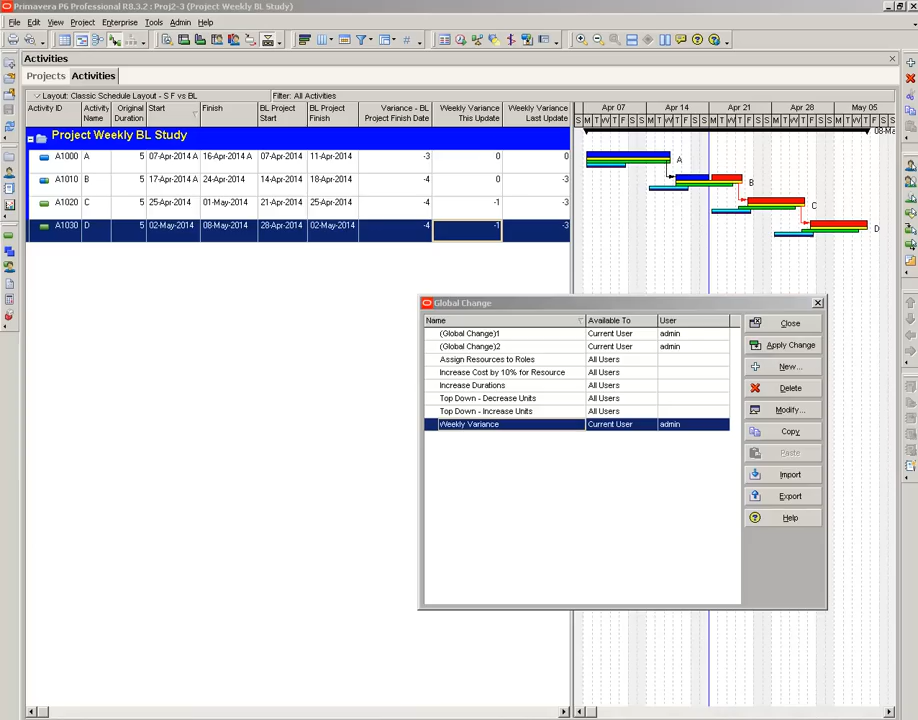 Primavera P6 Professional R8.3.2 : Proj2-3 (Project Weekly BL Study)
File Edit View Project Enterprise Tools Admin Help
Activities
Projects Activities
Layout: Classic Schedule Layout - S F vs BL Filter: All Activities
Activity ID Activity Name Original Duration Start Finish BL Project Start BL Project Finish Variance - BL Project Finish Date Weekly Variance This Update Weekly Variance Last Update
Apr 07 Apr 14 Apr 21 Apr 28 May 05
S M T W T F S S M T W T F S S M T W T F S S M T W T F S S M T W T F S S
Project Weekly BL Study
08-Ma
A1000 A 5 07-Apr-2014 A 16-Apr-2014 07-Apr-2014 11-Apr-2014 -3 0 0
A
A1010 B 5 17-Apr-2014 A 24-Apr-2014 14-Apr-2014 18-Apr-2014 -4 0 -3
B
A1020 C 5 25-Apr-2014 01-May-2014 21-Apr-2014 25-Apr-2014 -4 -1 -3
C
A1030 D 5 02-May-2014 08-May-2014 28-Apr-2014 02-May-2014 -4 -1 -3
D
Global Change
Name Available To User
(Global Change)1 Current User admin
(Global Change)2 Current User admin
Assign Resources to Roles All Users
Increase Cost by 10% for Resource All Users
Increase Durations All Users
Top Down - Decrease Units All Users
Top Down - Increase Units All Users
Weekly Variance Current User admin
Close
Apply Change
New...
Delete
Modify...
Copy
Paste
Import
Export
Help